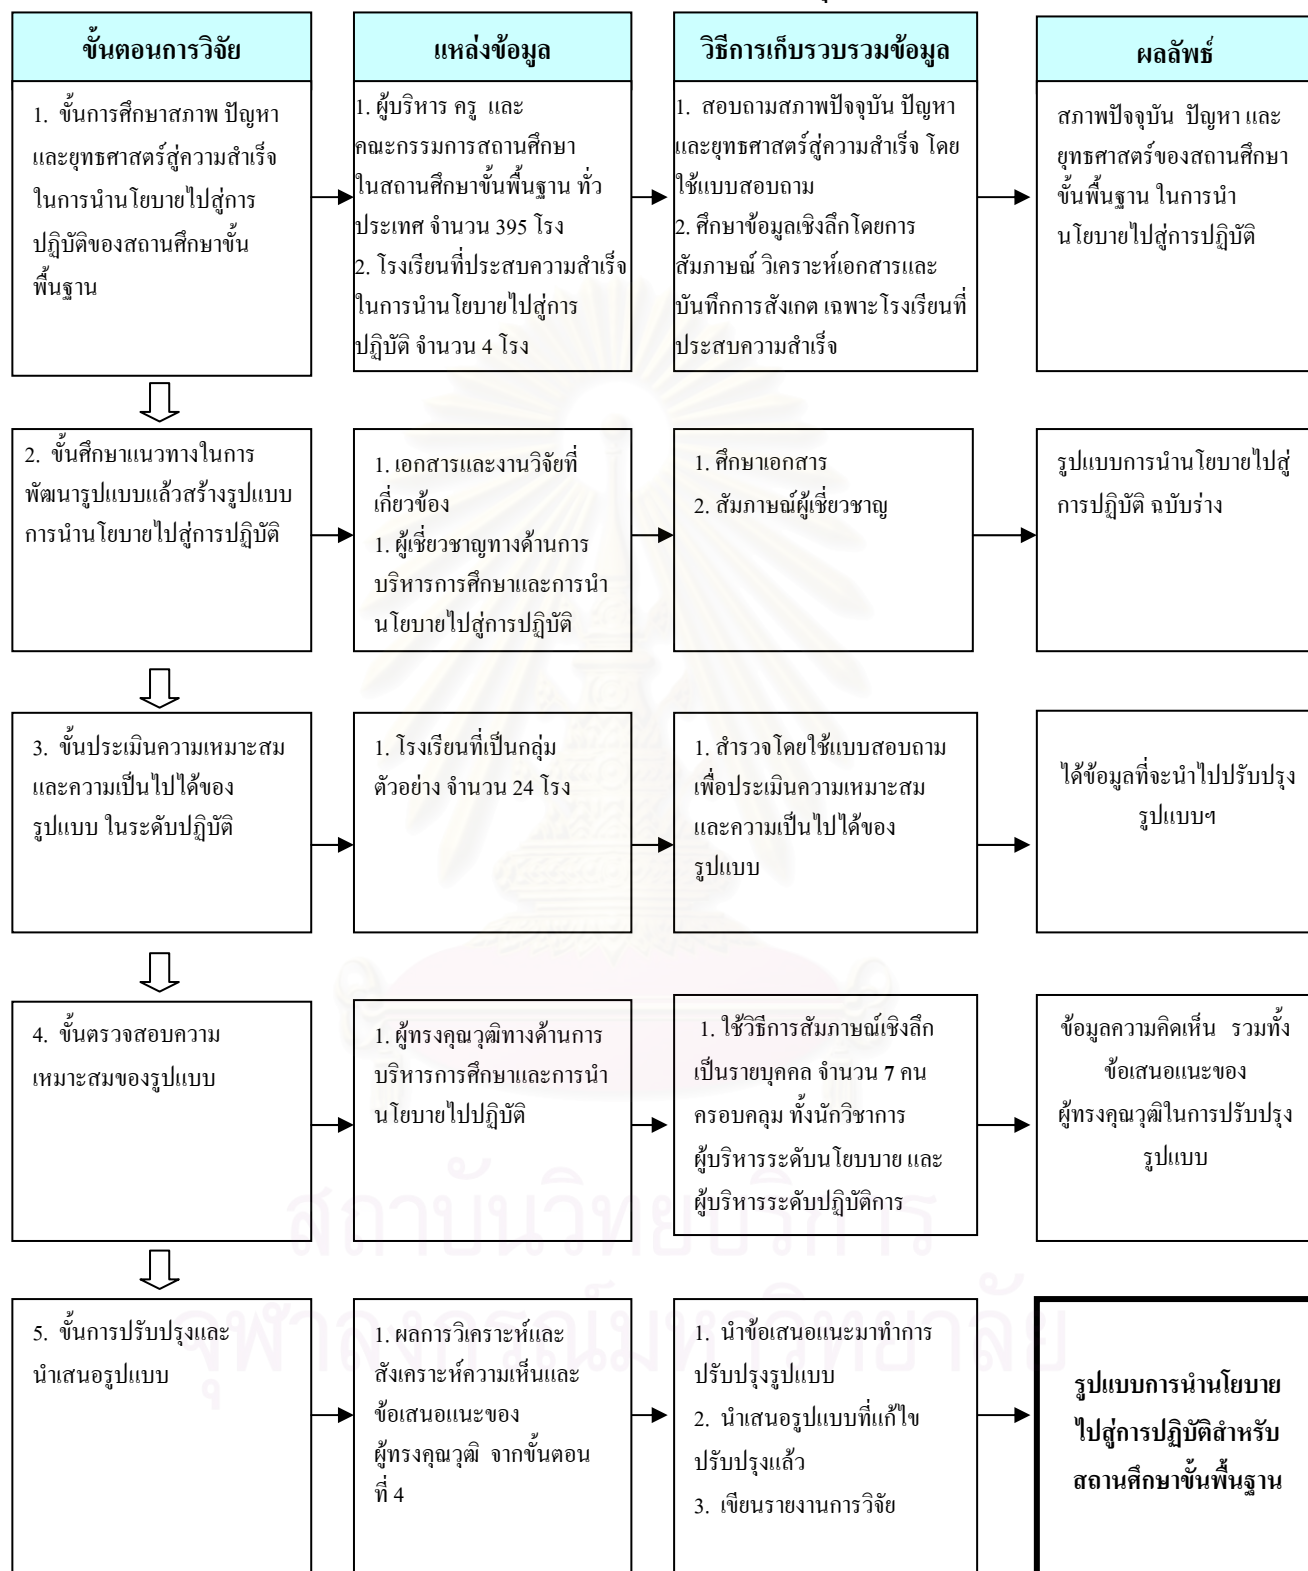 ขั้นตอนการวิจัย
แหล่งข้อมูล
วิธีการเก็บรวบรวมข้อมูล
ผลลัพธ์
1. ขั้นการศึกษาสภาพ ปัญหา
และยุทธศาสตร์สู่ความสำเร็จ
ในการนำนโยบายไปสู่การ
ปฏิบัติของสถานศึกษาขั้น
พื้นฐาน
1. ผู้บริหาร ครู และ
คณะกรรมการสถานศึกษา
ในสถานศึกษาขั้นพื้นฐาน ทั่ว
ประเทศ จำนวน 395 โรง
2. โรงเรียนที่ประสบความสำเร็จ
ในการนำนโยบายไปสู่การ
ปฏิบัติ จำนวน 4 โรง
1. สอบถามสภาพปัจจุบัน ปัญหา
และยุทธศาสตร์สู่ความสำเร็จ โดย
ใช้แบบสอบถาม
2. ศึกษาข้อมูลเชิงลึกโดยการ
สัมภาษณ์ วิเคราะห์เอกสารและ
บันทึกการสังเกต เฉพาะโรงเรียนที่
ประสบความสำเร็จ
สภาพปัจจุบัน ปัญหา และ
ยุทธศาสตร์ของสถานศึกษา
ขั้นพื้นฐาน ในการนำ
นโยบายไปสู่การปฏิบัติ
2. ขั้นศึกษาแนวทางในการ
พัฒนารูปแบบแล้วสร้างรูปแบบ
การนำนโยบายไปสู่การปฏิบัติ
1. เอกสารและงานวิจัยที่
เกี่ยวข้อง
1. ผู้เชี่ยวชาญทางด้านการ
บริหารการศึกษาและการนำ
นโยบายไปสู่การปฏิบัติ
1. ศึกษาเอกสาร
2. สัมภาษณ์ผู้เชี่ยวชาญ
รูปแบบการนำนโยบายไปสู่
การปฏิบัติ ฉบับร่าง
3. ขั้นประเมินความเหมาะสม
และความเป็นไปได้ของ
รูปแบบ ในระดับปฏิบัติ
1. โรงเรียนที่เป็นกลุ่ม
ตัวอย่าง จำนวน 24 โรง
1. สำรวจโดยใช้แบบสอบถาม
เพื่อประเมินความเหมาะสม
และความเป็นไปได้ของ
รูปแบบ
ได้ข้อมูลที่จะนำไปปรับปรุง
รูปแบบฯ
4. ขั้นตรวจสอบความ
เหมาะสมของรูปแบบ
1. ผู้ทรงคุณวุฒิทางด้านการ
บริหารการศึกษาและการนำ
นโยบายไปปฏิบัติ
1. ใช้วิธีการสัมภาษณ์เชิงลึก
เป็นรายบุคคล จำนวน 7 คน
ครอบคลุม ทั้งนักวิชาการ
ผู้บริหารระดับนโยบบาย และ
ผู้บริหารระดับปฏิบัติการ
ข้อมูลความคิดเห็น รวมทั้ง
ข้อเสนอแนะของ
ผู้ทรงคุณวุฒิในการปรับปรุง
รูปแบบ
สถาบันวิทยบริการ
จุฬาลงกรณ์มหาวิทยาลัย
5. ขั้นการปรับปรุงและ
นำเสนอรูปแบบ
1. ผลการวิเคราะห์และ
สังเคราะห์ความเห็นและ
ข้อเสนอแนะของ
ผู้ทรงคุณวุฒิ จากขั้นตอน
ที่ 4
1. นำข้อเสนอแนะมาทำการ
ปรับปรุงรูปแบบ
2. นำเสนอรูปแบบที่แก้ไข
ปรับปรุงแล้ว
3. เขียนรายงานการวิจัย
รูปแบบการนำนโยบาย
ไปสู่การปฏิบัติสำหรับ
สถานศึกษาขั้นพื้นฐาน